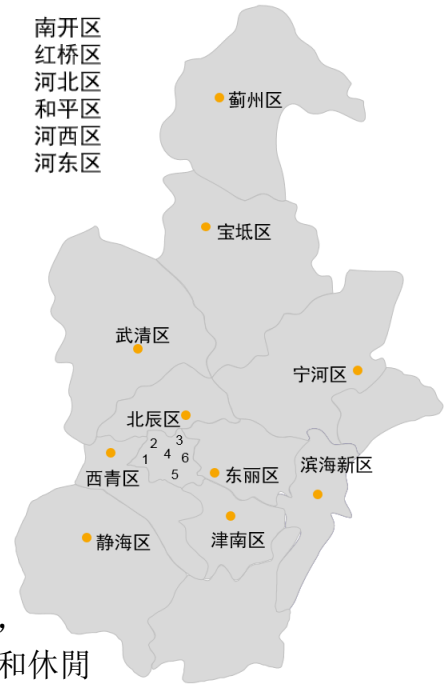 南开区
红桥区
河北区
和平区
河西区
河东区
蓟州区
宝坻区
武清区
宁河区
北辰区
2 3
1 4 6
5
西青区
东丽区
滨海新区
静海区
津南区
，
和休閒